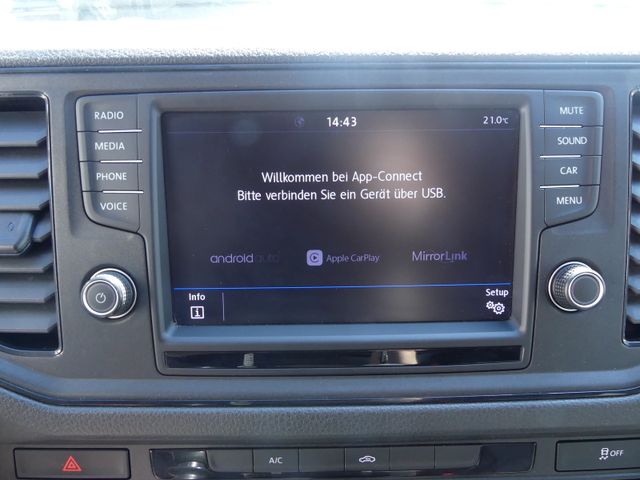 RADIO
MEDIA
PHONE
VOICE
14:43
21.0°C
MUTE
SOUND
CAR
MENU
Willkommen bei App-Connect
Bitte verbinden Sie ein Gerät über USB.
androidauto Apple CarPlay MirrorLink
Info
Setup
A/C
OFF